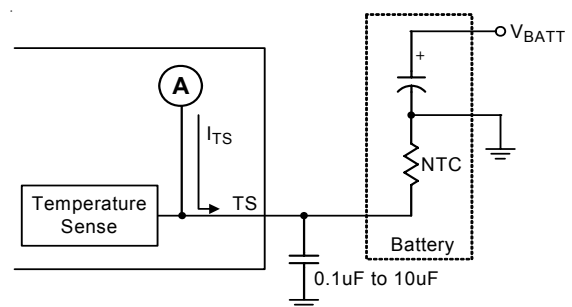 V_BATT
+
A
I_TS
NTC
Temperature
Sense
TS
Battery
0.1uF to 10uF